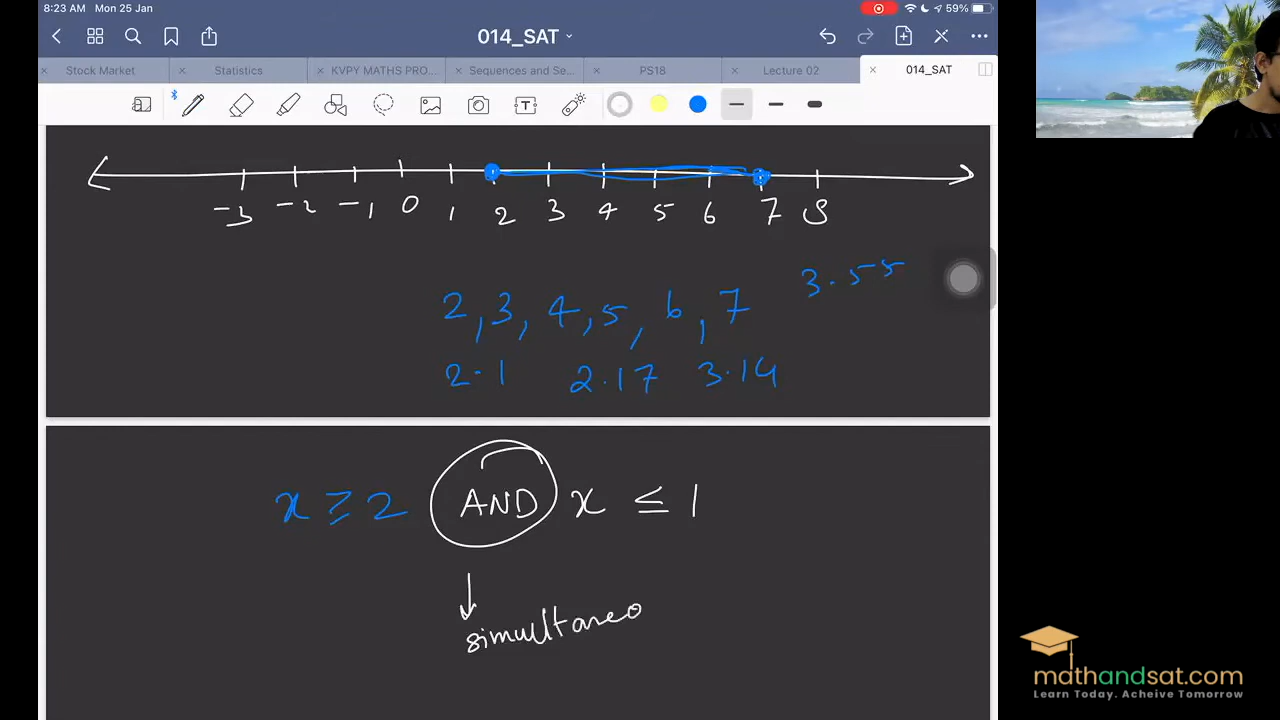 8:23 AM Mon 25 Jan
59%
014_SAT
Stock Market
Statistics
KVPY MATHS PRO...
Sequences and Se...
PS18
Lecture 02
014_SAT
-3 -2 -1 0 1 2 3 4 5 6 7 8
3.55
2, 3, 4, 5, 6, 7
2.1 2.17 3.14
x ≥ 2 AND x ≤ 1
simultaneo
mathandsat.com
Learn Today. Acheive Tomorrow